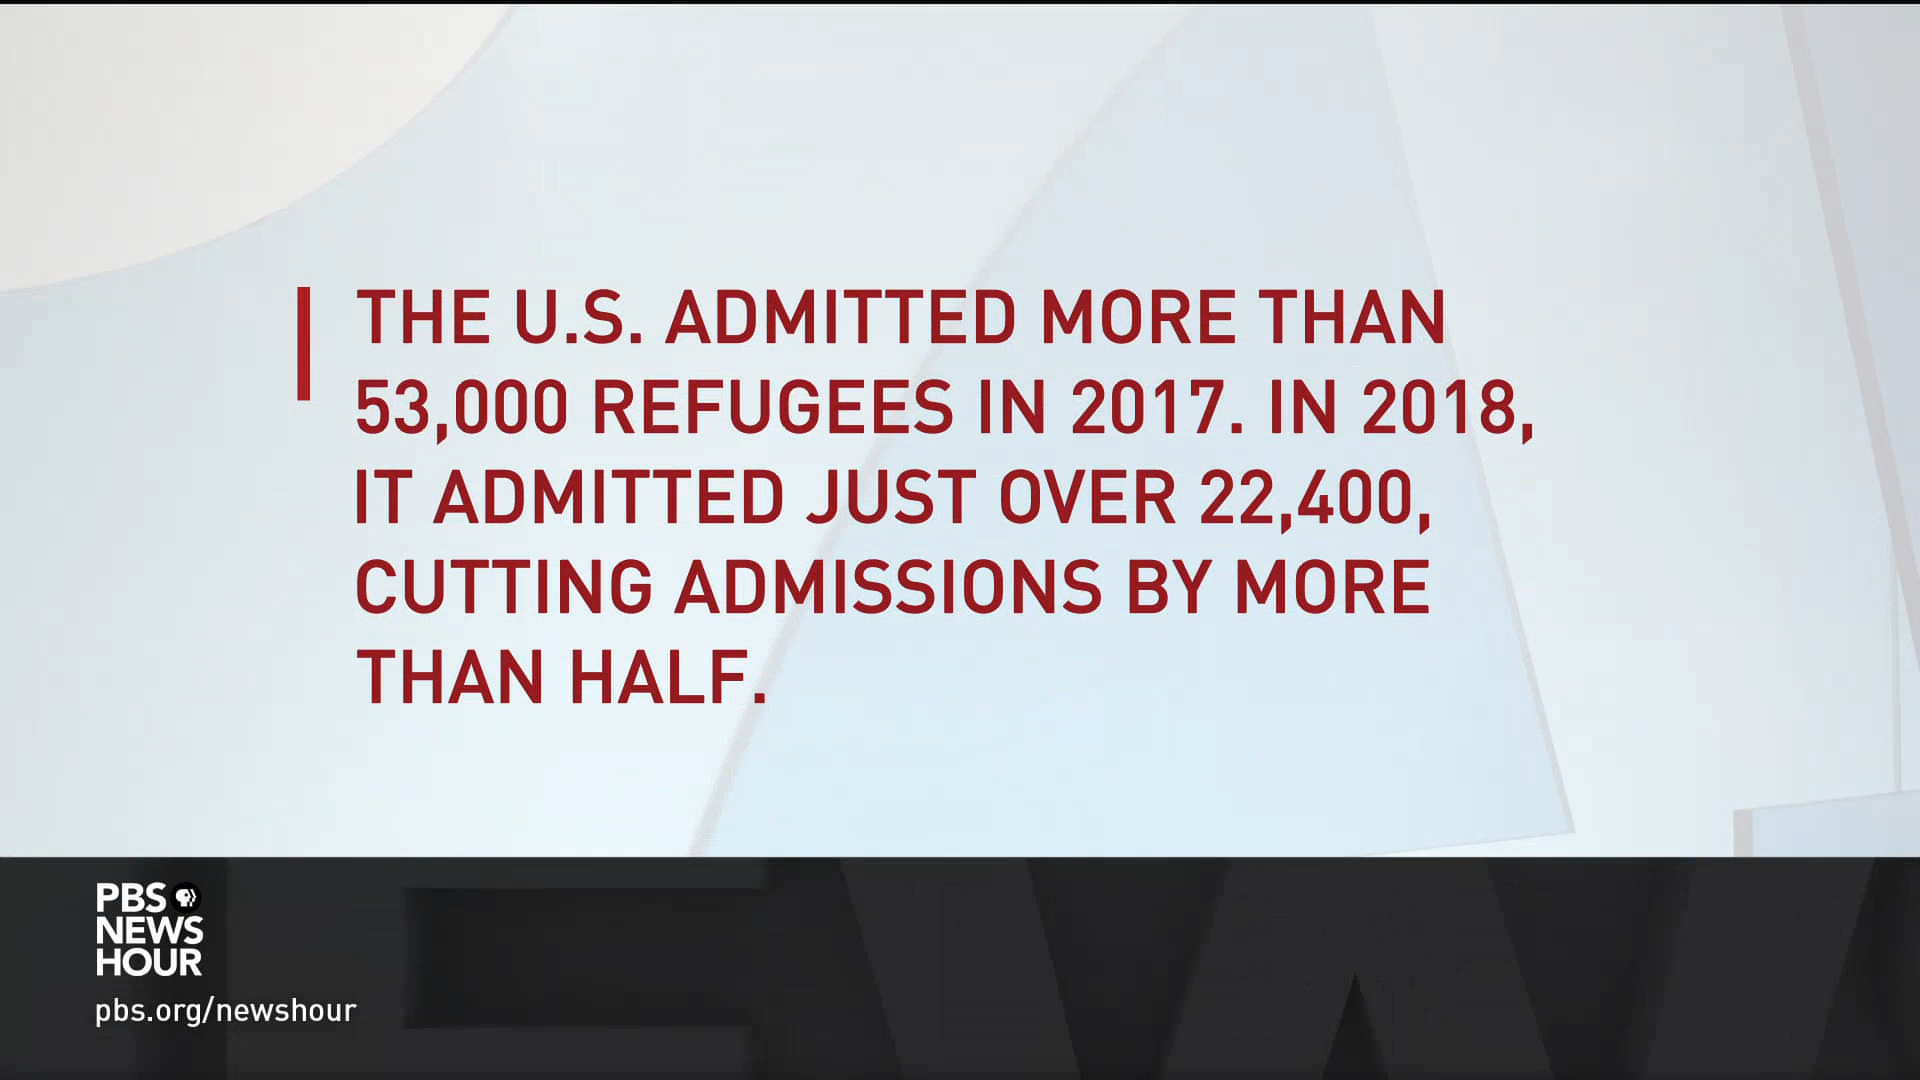 THE U.S. ADMITTED MORE THAN
53,000 REFUGEES IN 2017. IN 2018,
IT ADMITTED JUST OVER 22,400,
CUTTING ADMISSIONS BY MORE
THAN HALF.
PBS
NEWS
HOUR
pbs.org/newshour